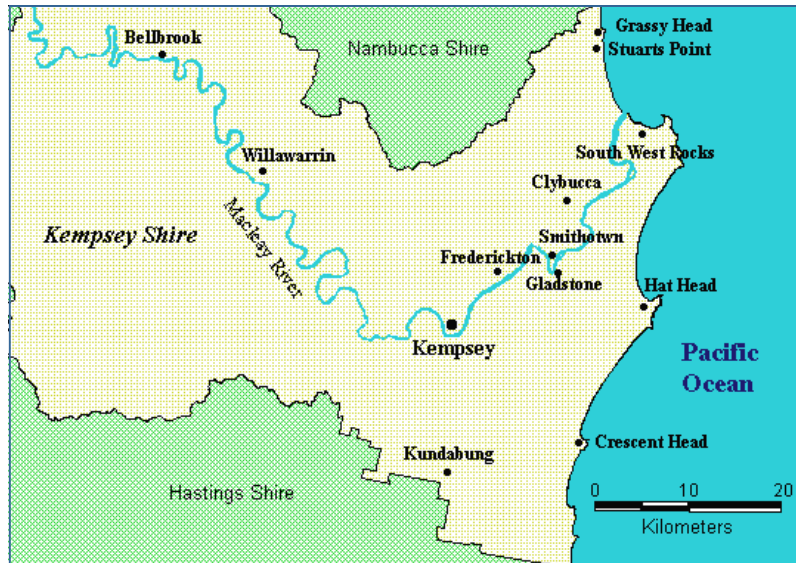 Grassy Head
Bellbrook
Nambucca Shire
Stuarts Point
South West Rocks
Willawarrin
Clybucca
Macleay River
Kempsey Shire
Smithotwn
Frederickton
Gladstone
Hat Head
Kempsey
Pacific
Ocean
Crescent Head
Kundabung
Hastings Shire
0 10 20
Kilometers